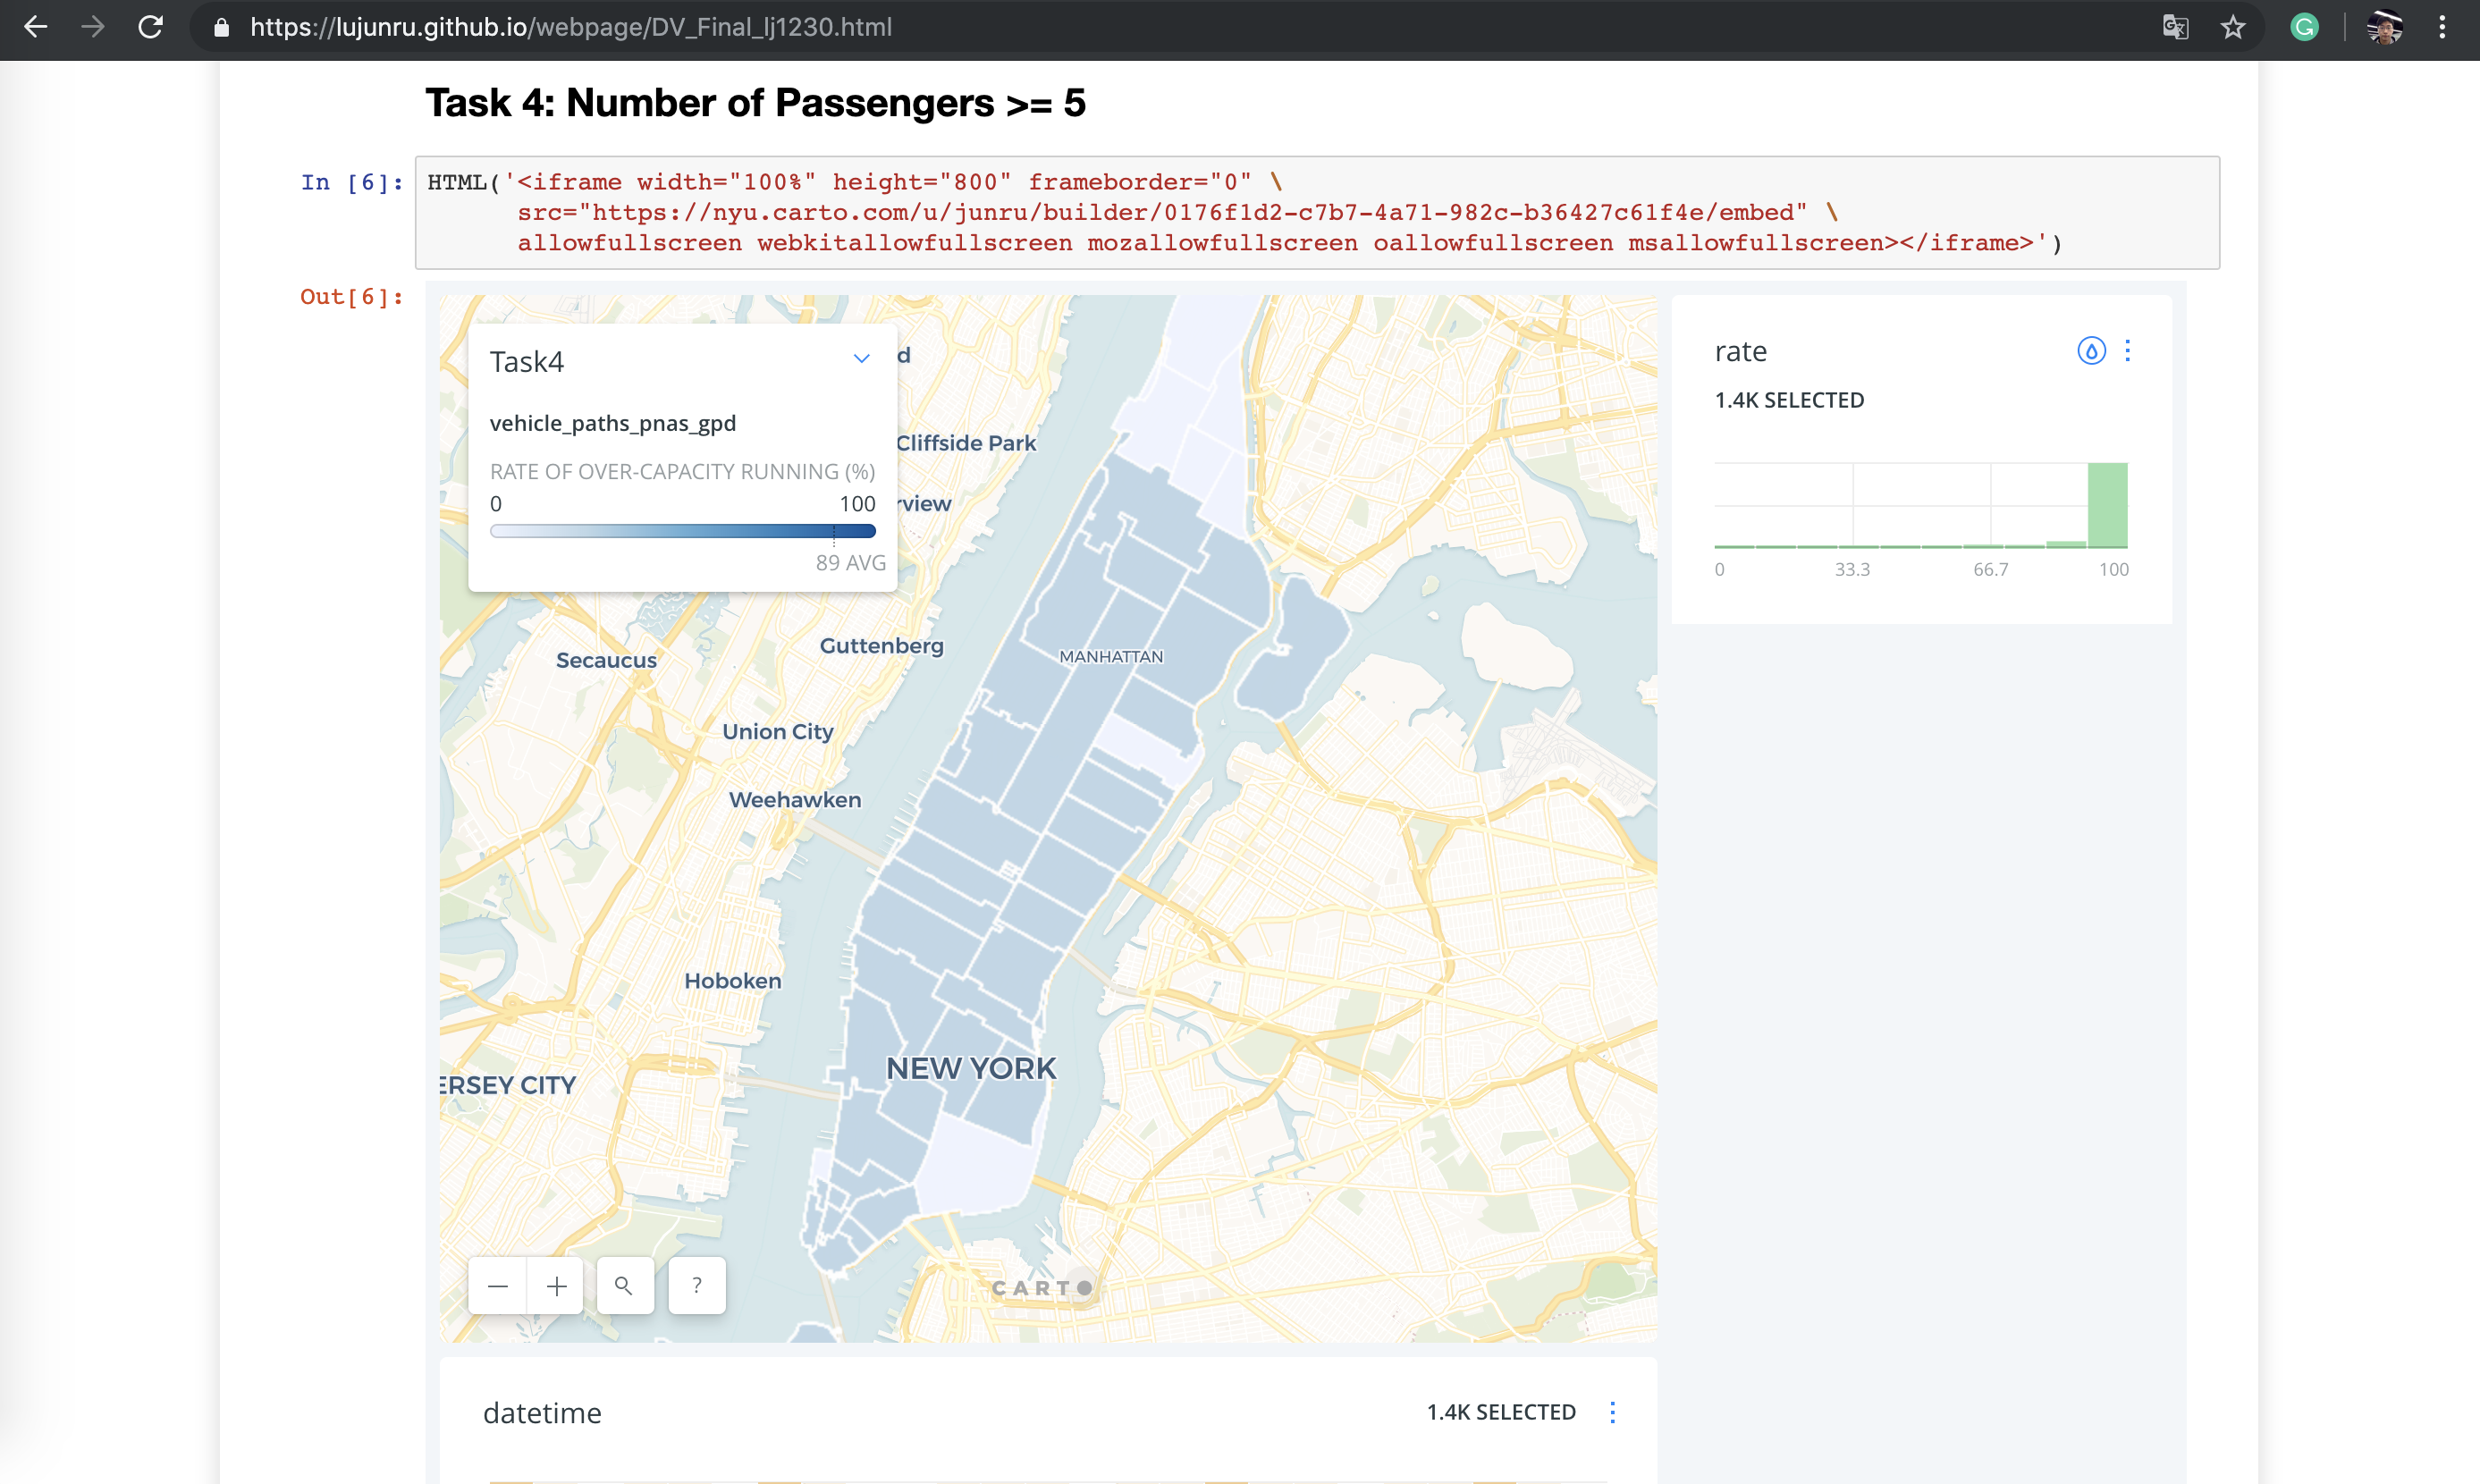 https://lujunru.github.io/webpage/DV_Final_lj1230.html
Task 4: Number of Passengers >= 5
In [6]:
HTML('<iframe width="100%" height="800" frameborder="0" \
src="https://nyu.carto.com/u/junru/builder/0176f1d2-c7b7-4a71-982c-b36427c61f4e/embed" \
allowfullscreen webkitallowfullscreen mozallowfullscreen oallowfullscreen msallowfullscreen></iframe>')
Out[6]:
Task4
vehicle_paths_pnas_gpd
RATE OF OVER-CAPACITY RUNNING (%)
0 100
89 AVG
d
Cliffside Park
rview
Guttenberg
Secaucus
MANHATTAN
Union City
Weehawken
Hoboken
NEW YORK
ERSEY CITY
?
CARTO
rate
1.4K SELECTED
0 33.3 66.7 100
datetime
1.4K SELECTED